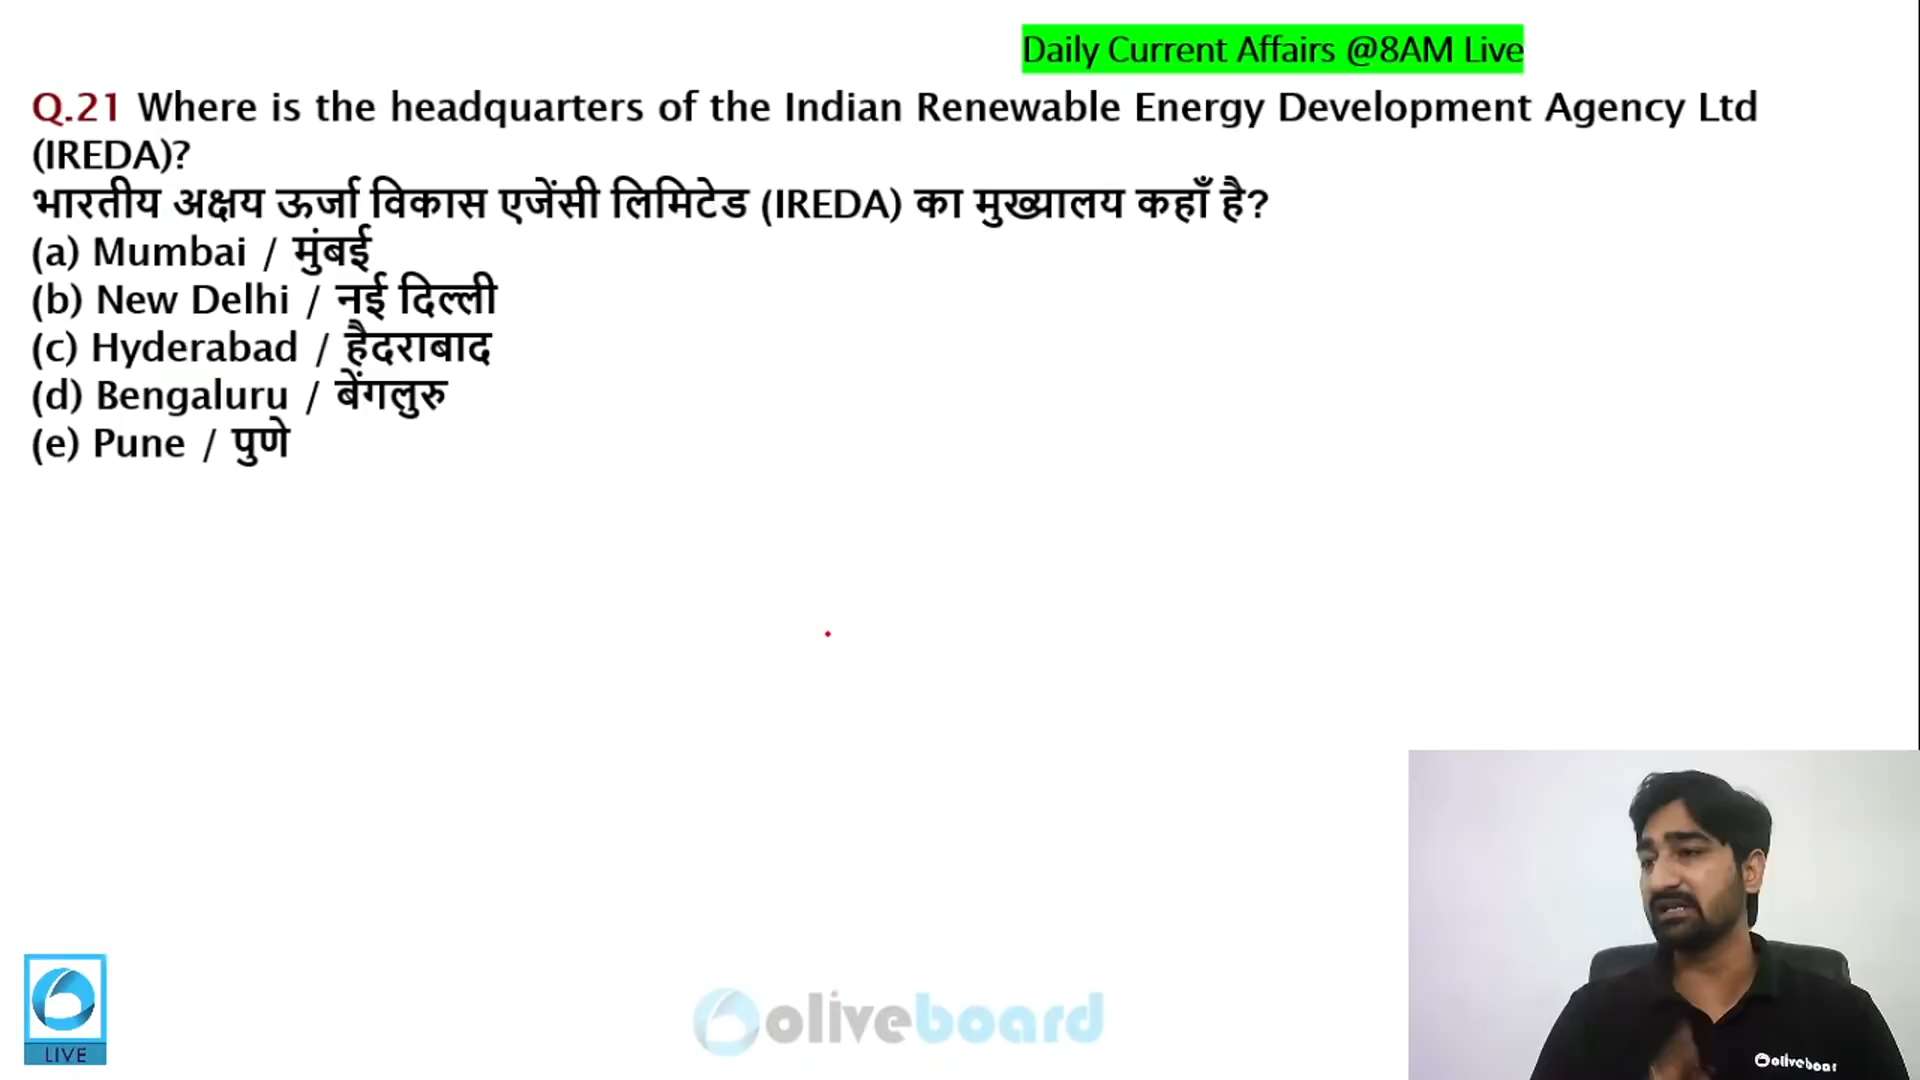 Daily Current Affairs @8AM Live
Q.21 Where is the headquarters of the Indian Renewable Energy Development Agency Ltd
(IREDA)?
भारतीय अक्षय ऊर्जा विकास एजेंसी लिमिटेड (IREDA) का मुख्यालय कहाँ है?
(a) Mumbai / मुंबई
(b) New Delhi / नई दिल्ली
(c) Hyderabad / हैदराबाद
(d) Bengaluru / बेंगलुरु
(e) Pune / पुणे
LIVE
oliveboard
oliveboar